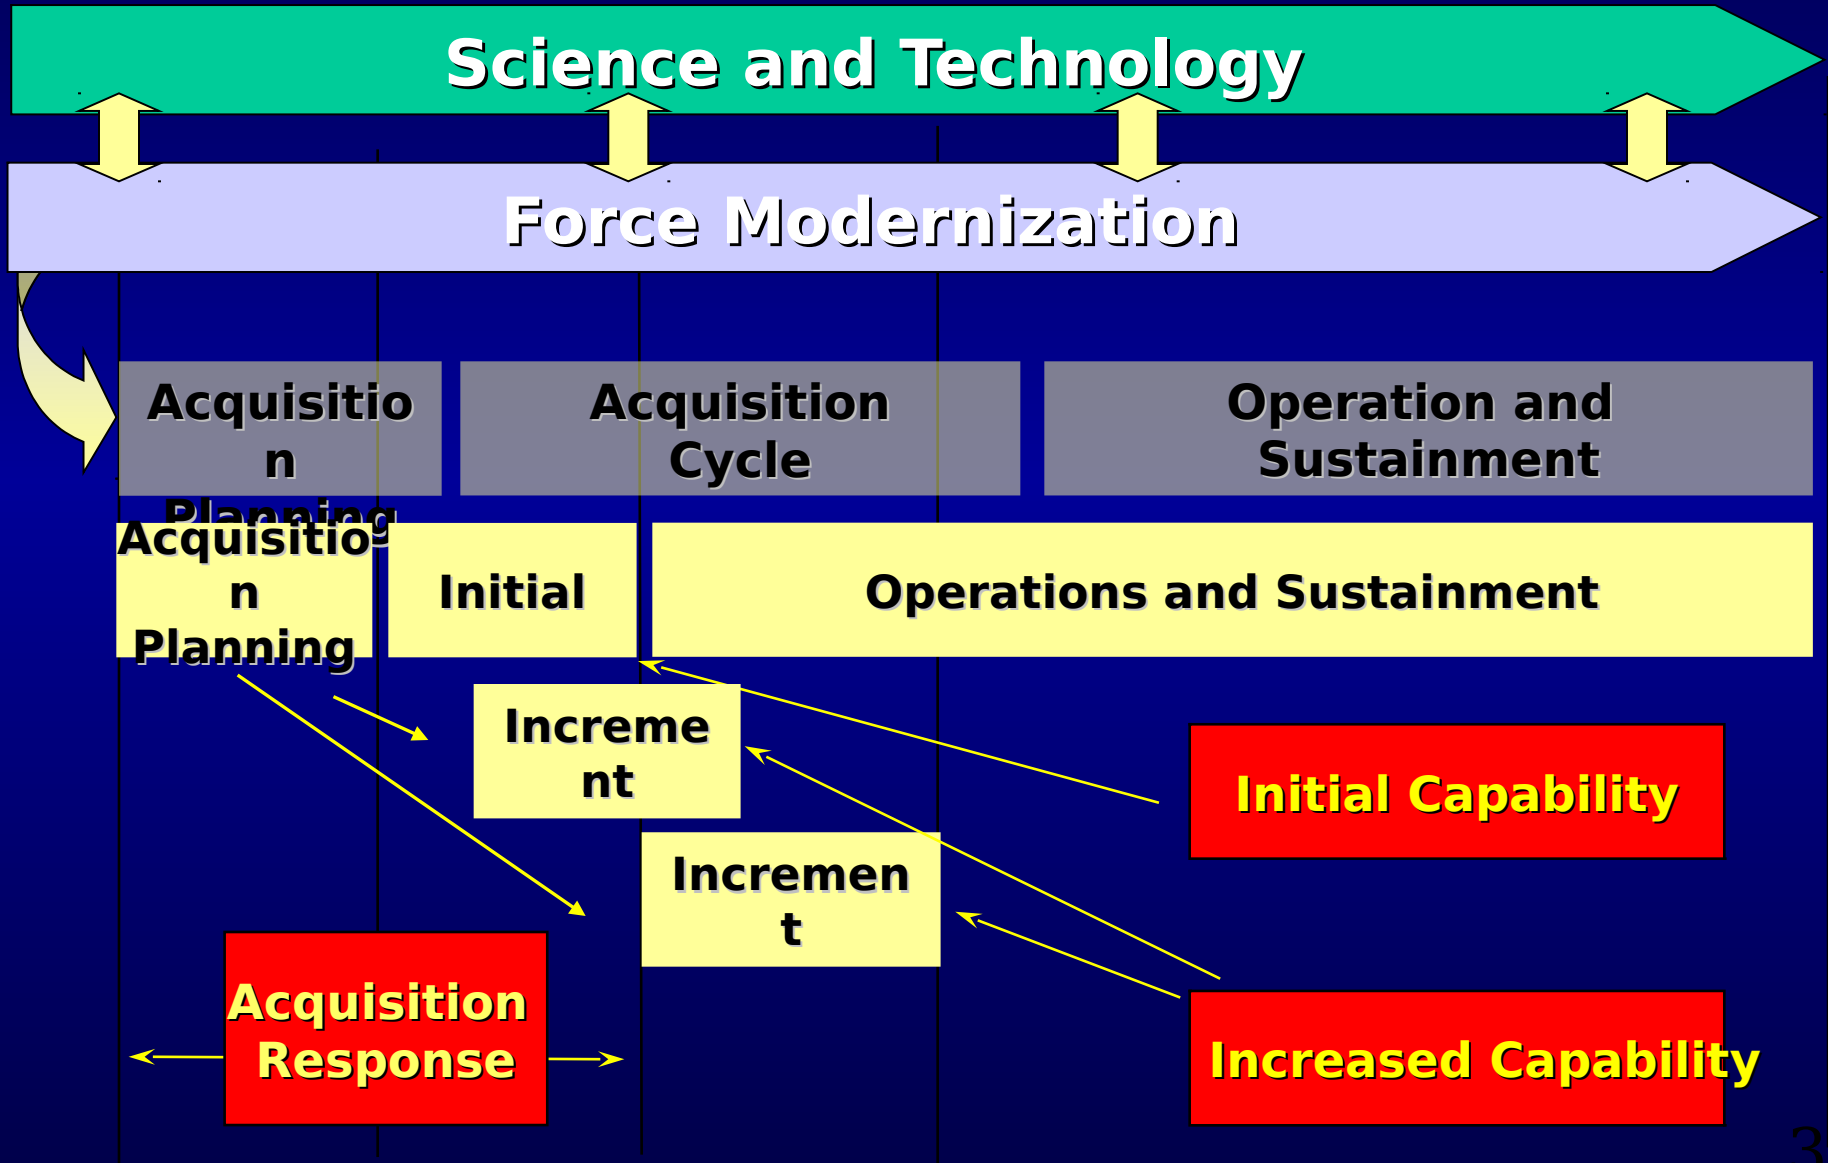 Science and Technology
Force Modernization
Acquisitio
n
Planning
Acquisition
Cycle
Operation and
Sustainment
Acquisitio
n
Planning
Initial
Operations and Sustainment
Increme
nt
Initial Capability
Incremen
t
Acquisition
Response
Increased Capability
3